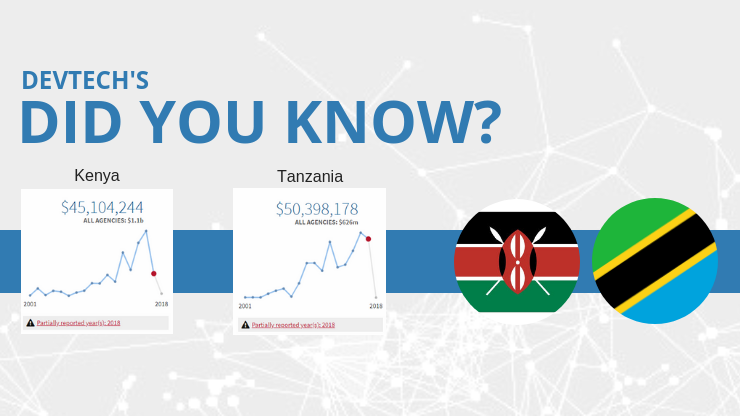 DEVTECH'S
DID YOU KNOW?
Kenya
$45,104,244
ALL AGENCIES: $1.1b
2001
2018
Partially reported year(s): 2018
Tanzania
$50,398,178
ALL AGENCIES: $626m
2001
2018
Partially reported year(s): 2018